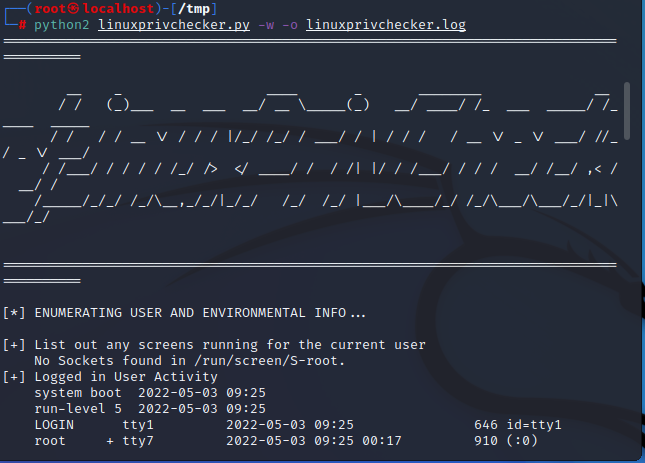 ┌──(root㉿localhost)-[/tmp]
└─# python2 linuxprivchecker.py -w -o linuxprivchecker.log
[*] ENUMERATING USER AND ENVIRONMENTAL INFO...
[+] List out any screens running for the current user
No Sockets found in /run/screen/S-root.
[+] Logged in User Activity
system boot  2022-05-03 09:25
run-level 5  2022-05-03 09:25
LOGIN      tty1         2022-05-03 09:25               646 id=tty1
root     + tty7         2022-05-03 09:25 00:17         910 (:0)